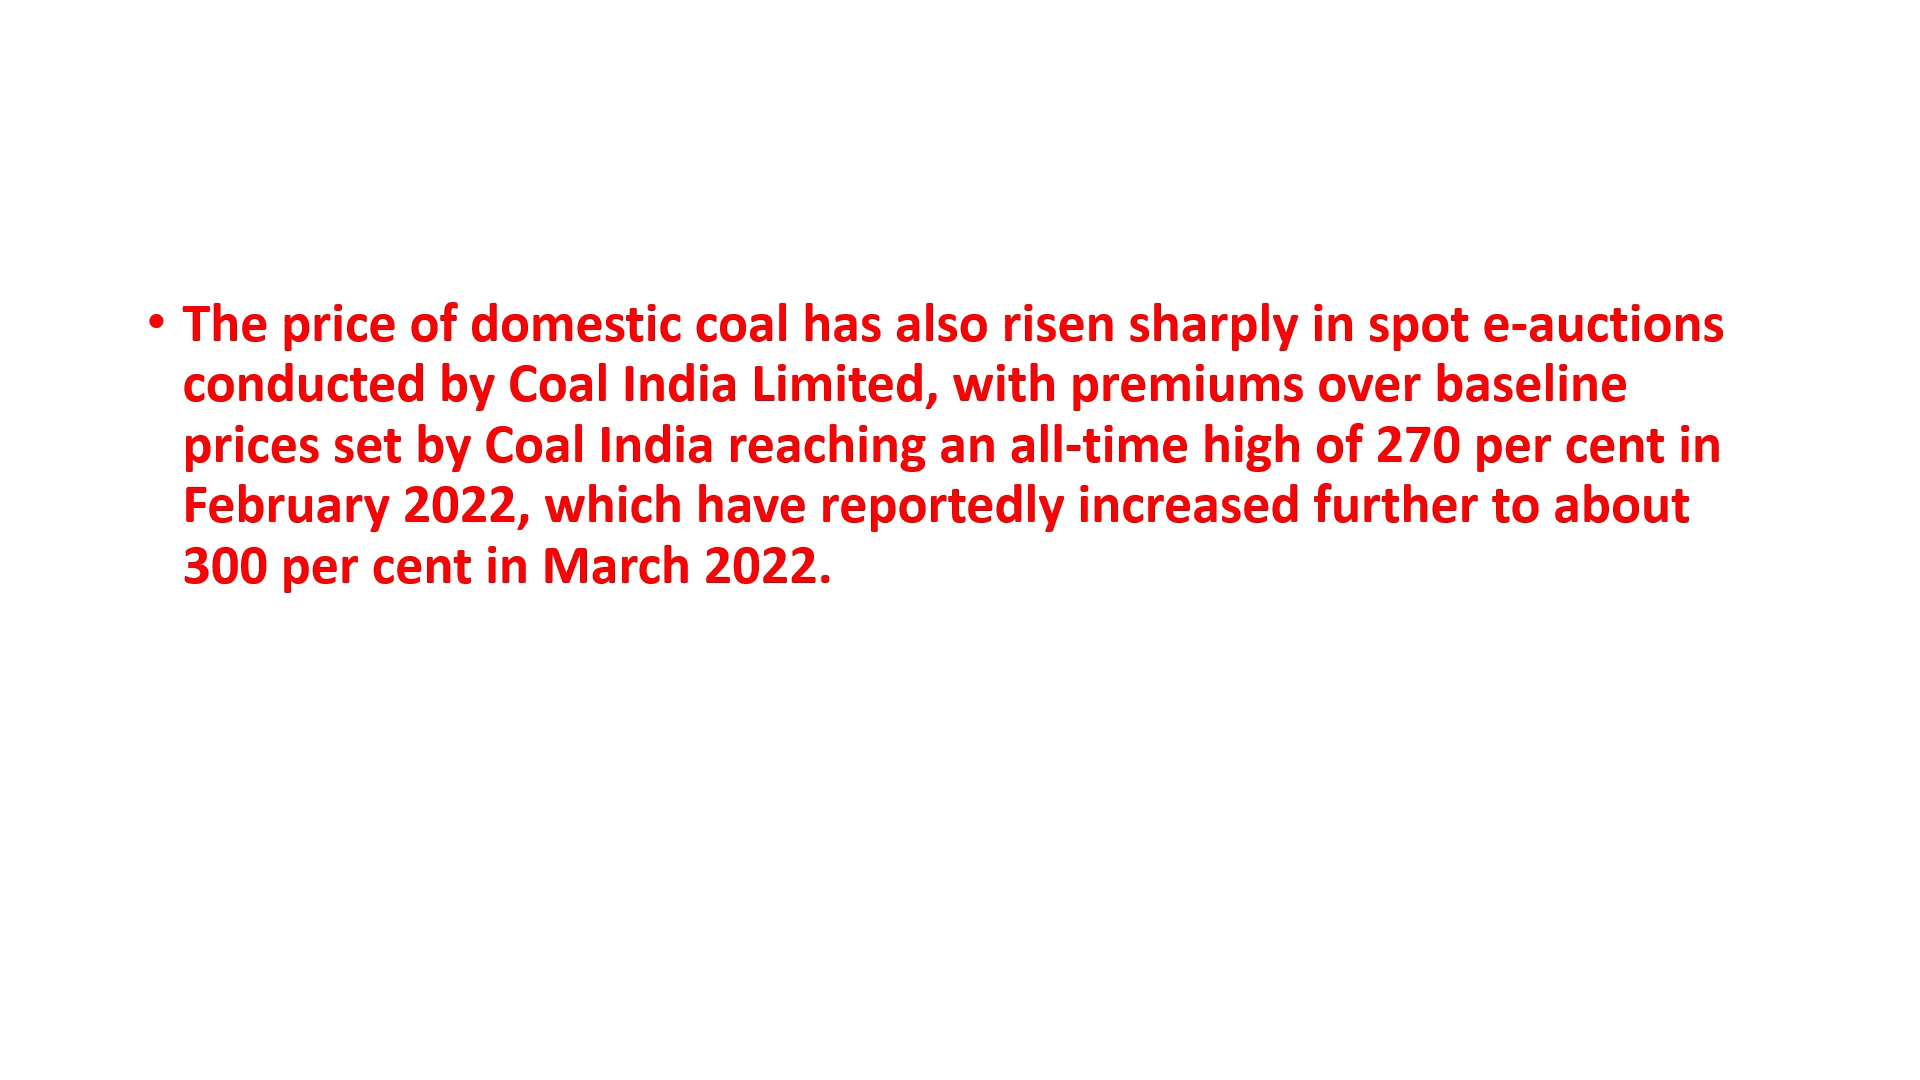 • The price of domestic coal has also risen sharply in spot e-auctions
conducted by Coal India Limited, with premiums over baseline
prices set by Coal India reaching an all-time high of 270 per cent in
February 2022, which have reportedly increased further to about
300 per cent in March 2022.